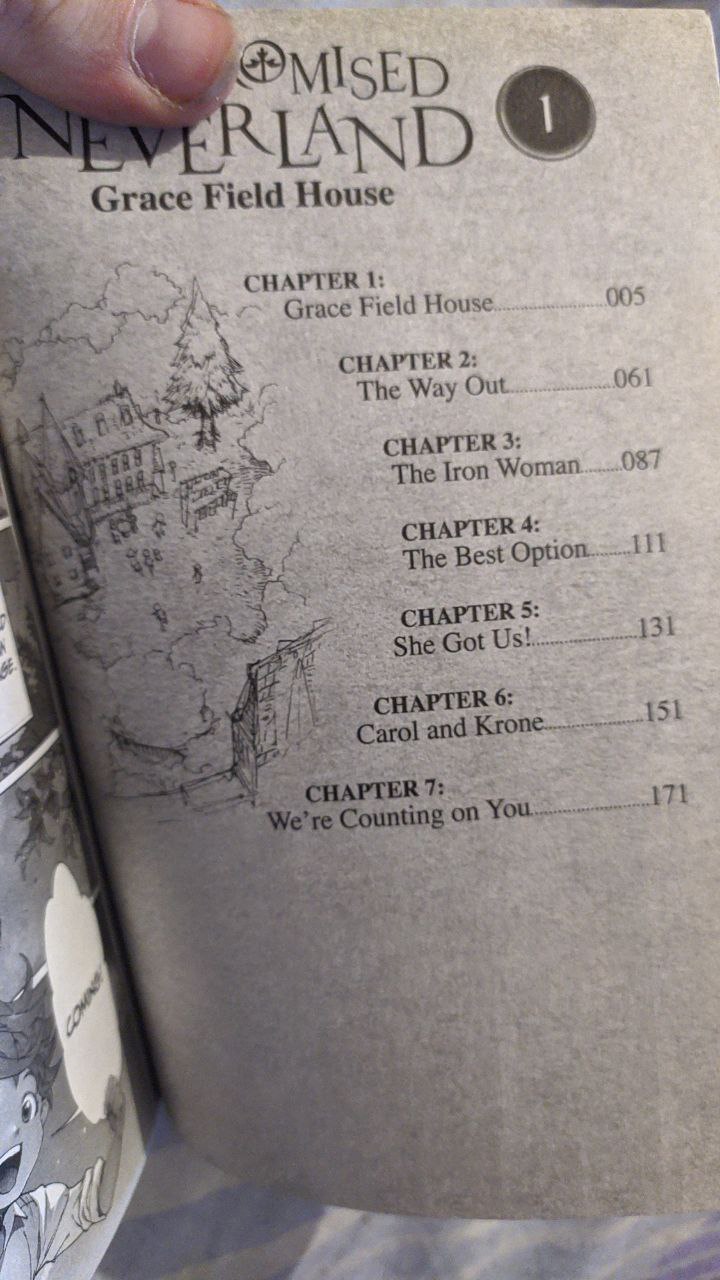 OMISED
NEVERLAND
1
Grace Field House
CHAPTER 1:
Grace Field House........................005
CHAPTER 2:
The Way Out........................061
CHAPTER 3:
The Iron Woman.........087
CHAPTER 4:
The Best Option.........111
CHAPTER 5:
She Got Us!........................131
CHAPTER 6:
Carol and Krone........................151
CHAPTER 7:
We're Counting on You........................171
COMING!